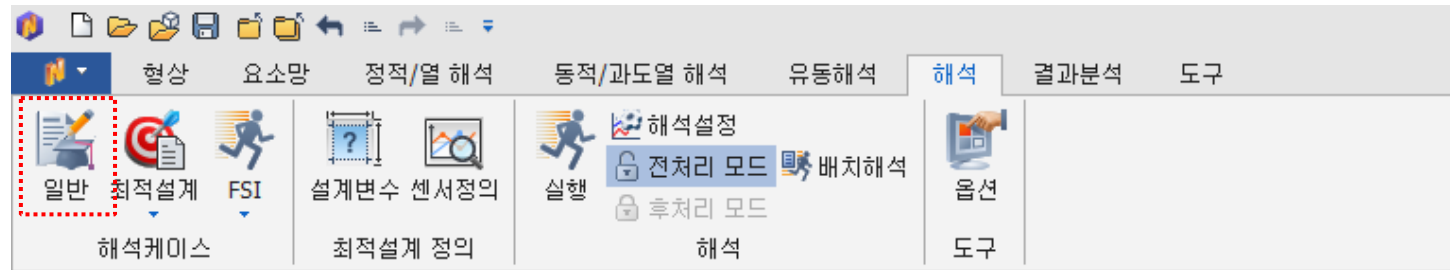 형상 요소망 정적/열 해석 동적/과도열 해석 유동해석 해석 결과분석 도구
일반 최적설계 FSI 설계변수 센서정의 실행 해석설정 옵션
전처리 모드 배치해석
후처리 모드
해석케이스 최적설계 정의 해석 도구